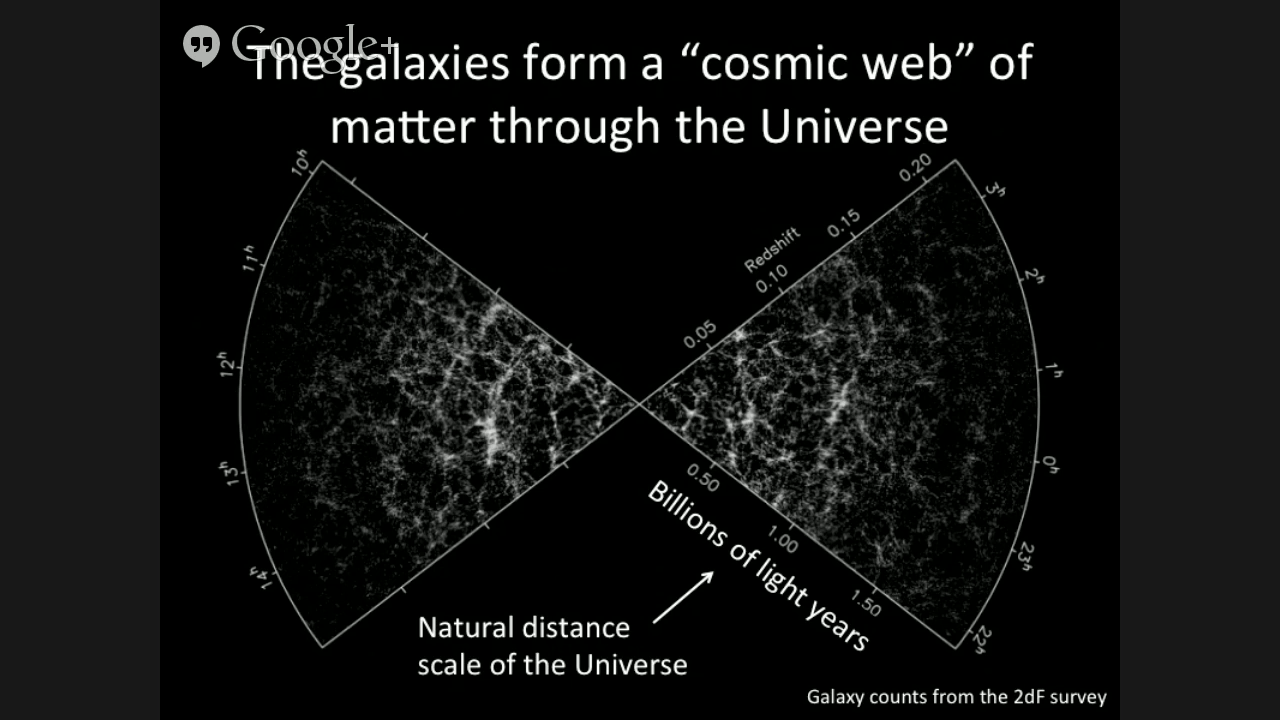 Google+
The galaxies form a “cosmic web” of
matter through the Universe
10h
11h
12h
13h
14h
Redshift
0.05
0.10
0.15
0.20
3h
2h
1h
0h
23h
22h
0.50
1.00
1.50
Billions of light years
Natural distance
scale of the Universe
Galaxy counts from the 2dF survey